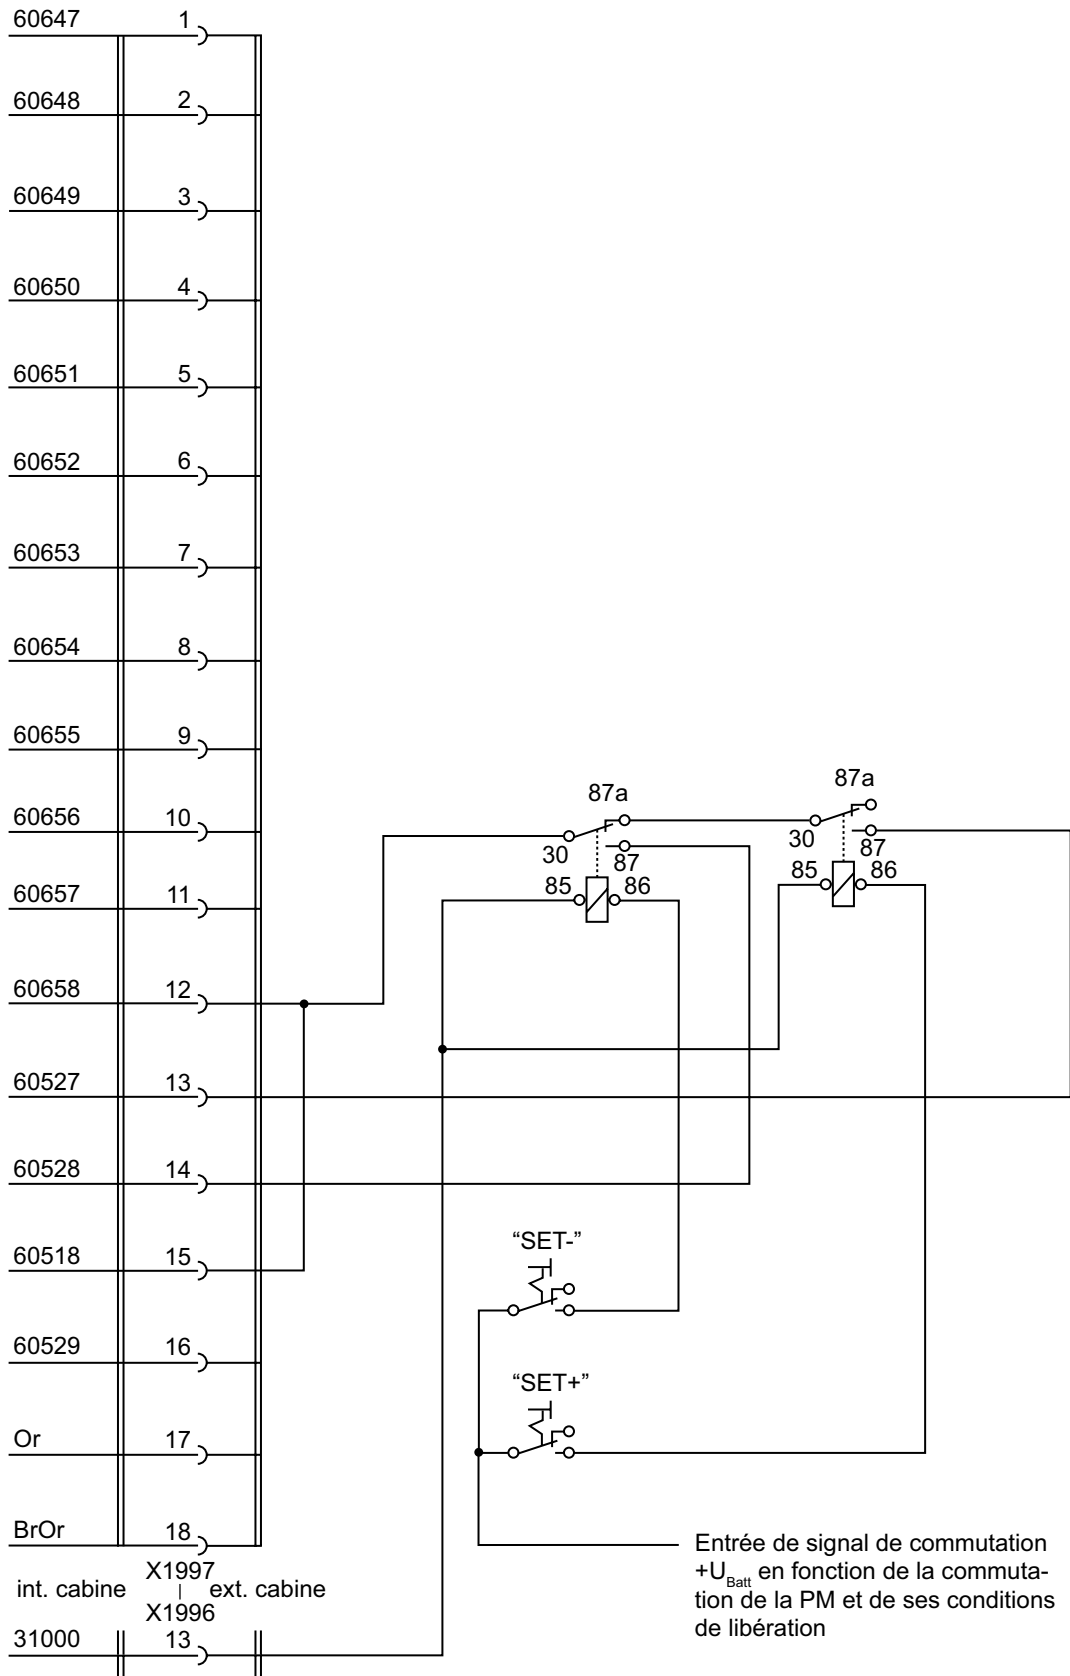 60647 1
60648 2
60649 3
60650 4
60651 5
60652 6
60653 7
60654 8
60655 9
60656 10
60657 11
60658 12
60527 13
60528 14
60518 15
60529 16
Or 17
BrOr 18
int. cabine X1997 ext. cabine
X1996
31000 13
87a
30
87
85 86
87a
30
87
85 86
“SET-”
“SET+”
Entrée de signal de commutation
+UBatt en fonction de la commuta-
tion de la PM et de ses conditions
de libération